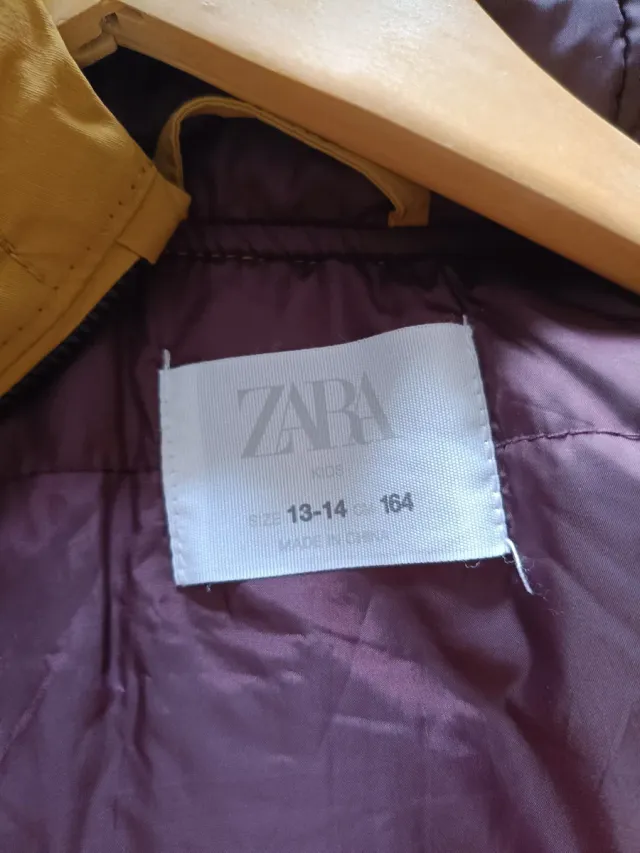 ZARA
KIDS
SIZE 13-14 CM 164
MADE IN CHINA